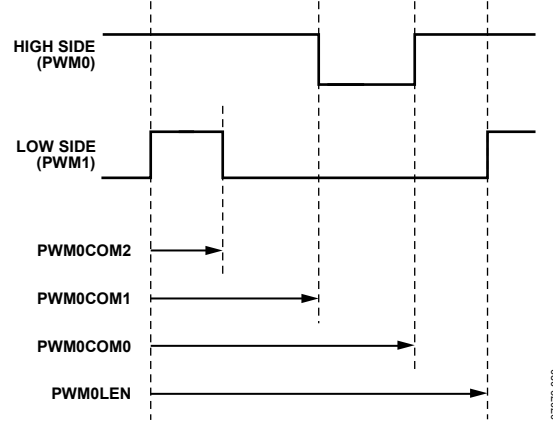 HIGH SIDE
(PWM0)
LOW SIDE
(PWM1)
PWM0COM2
PWM0COM1
PWM0COM0
PWM0LEN